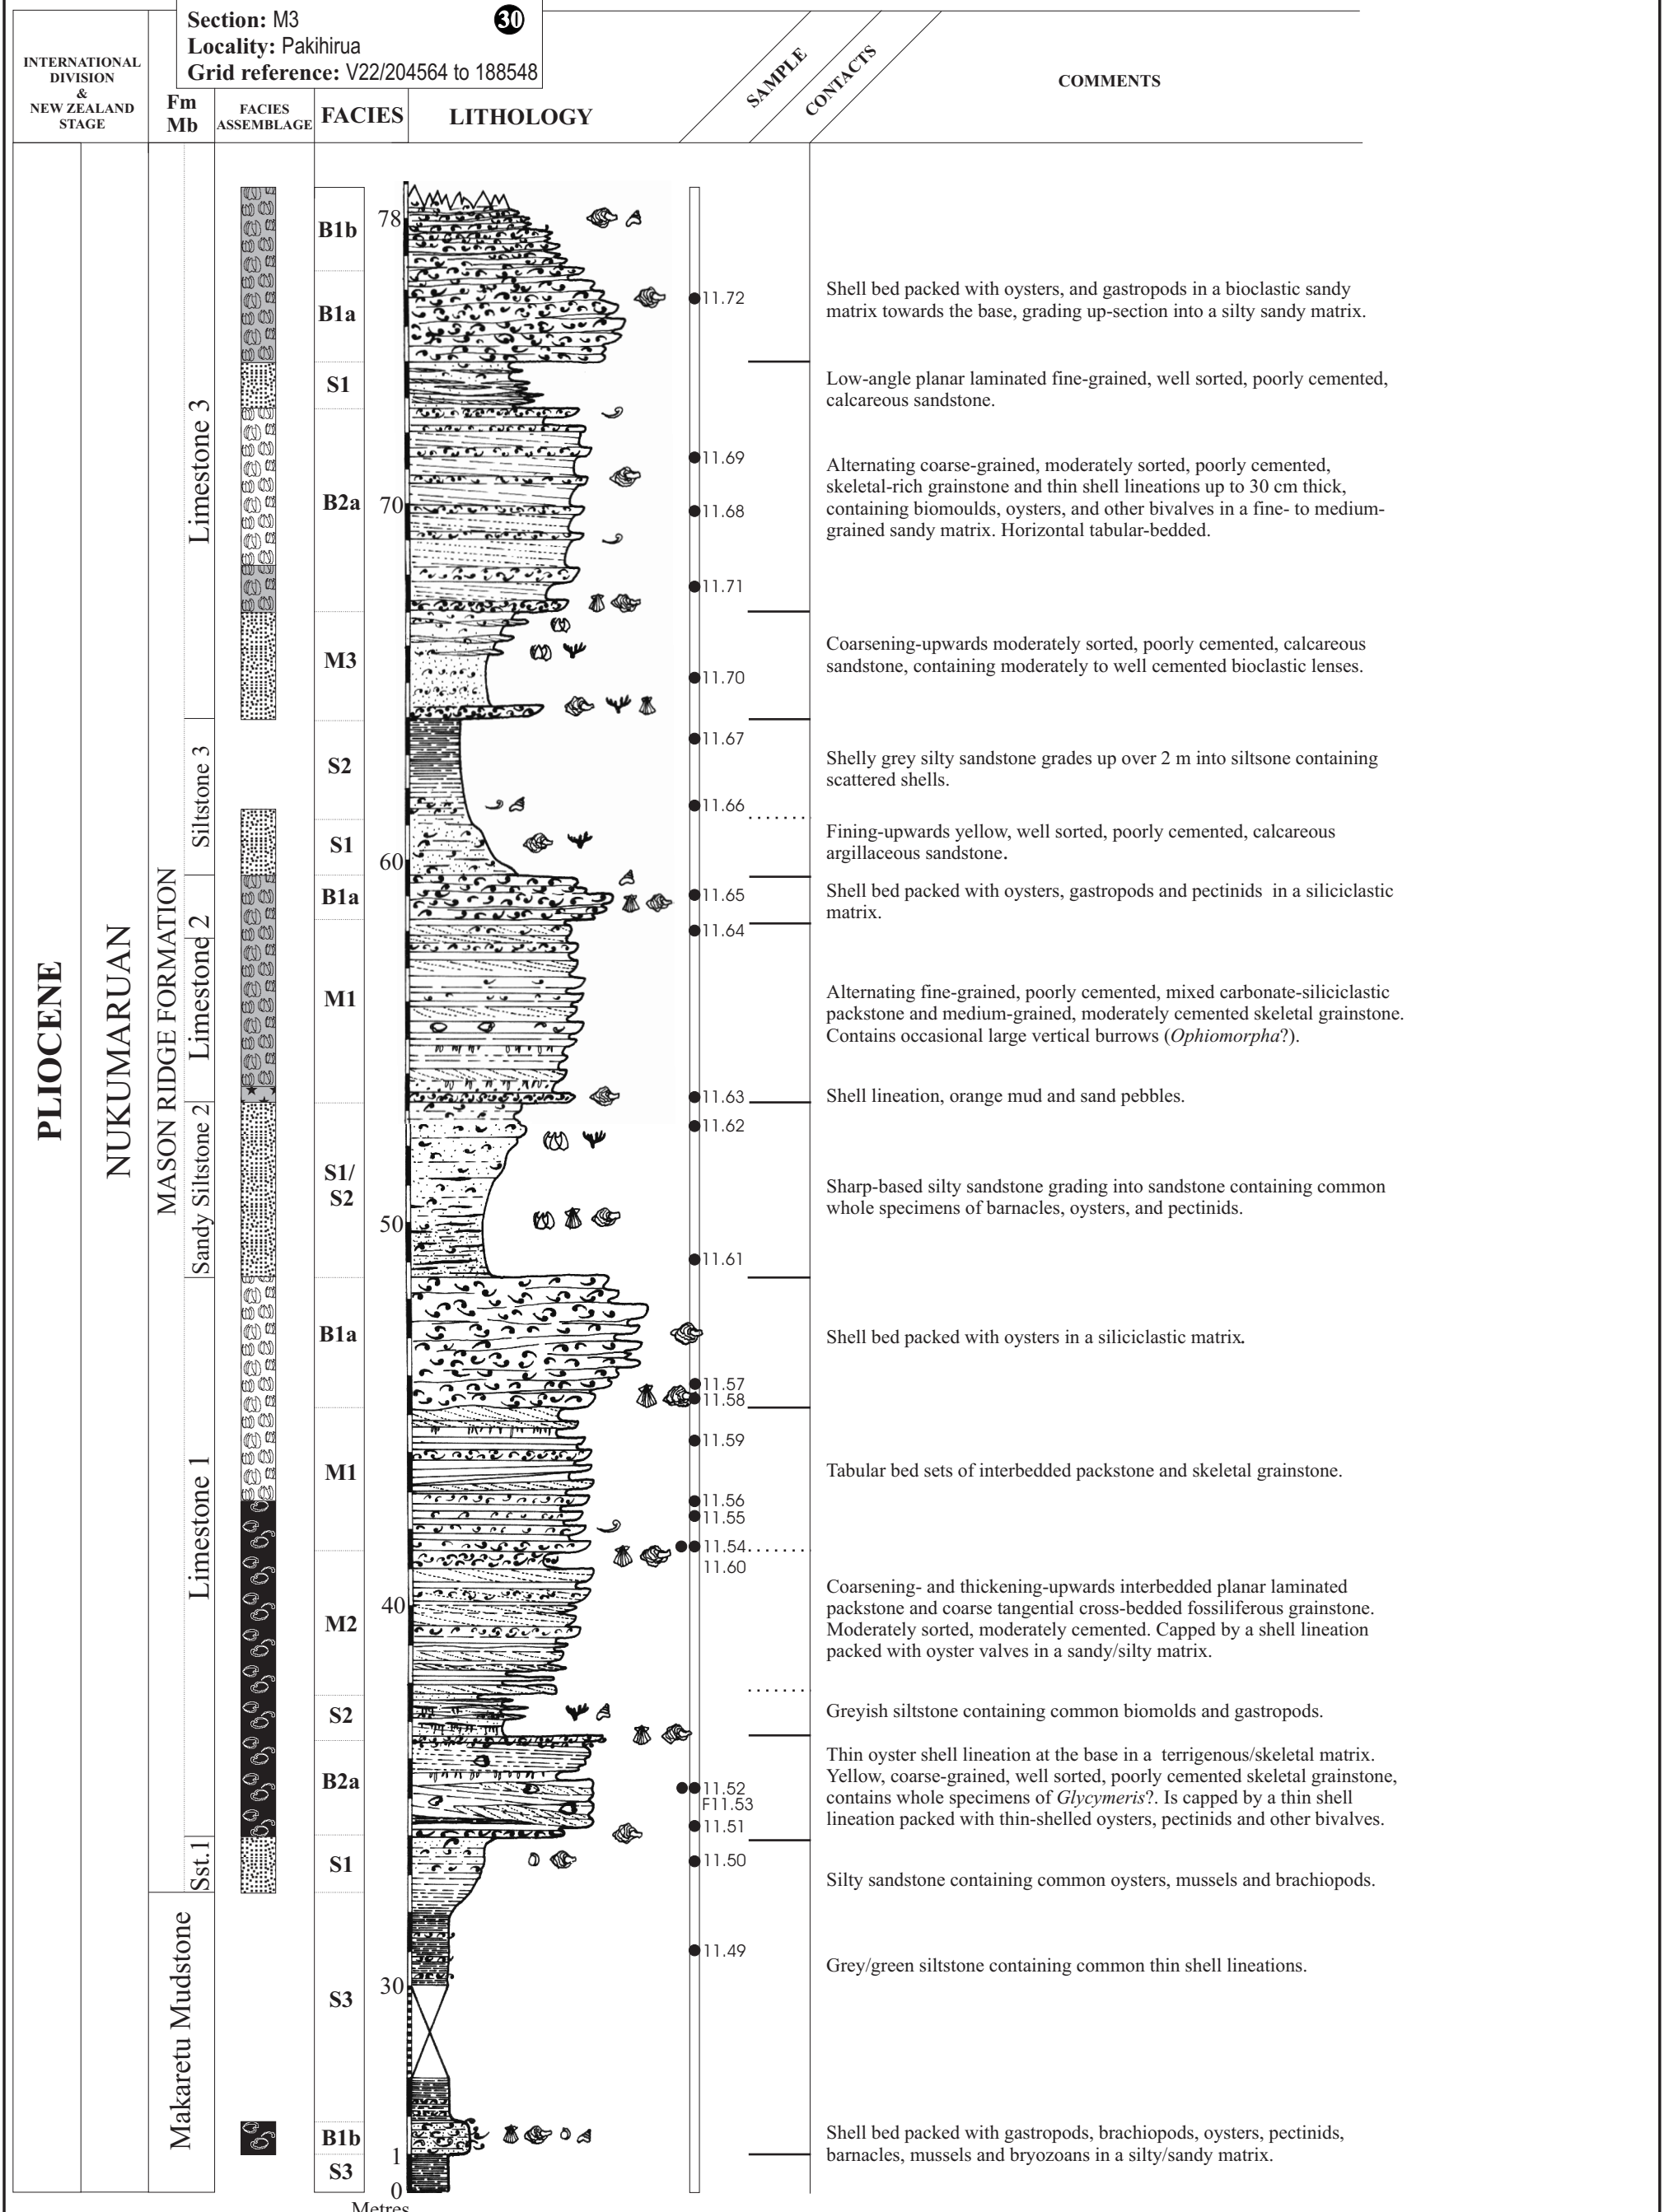 Section: M3
30
Locality: Pakihirua
Grid reference: V22/204564 to 188548
INTERNATIONAL
DIVISION
&
NEW ZEALAND
STAGE
Fm
Mb
FACIES
ASSEMBLAGE
FACIES
LITHOLOGY
SAMPLE
CONTACTS
COMMENTS
PLIOCENE
NUKUMARUAN
MASON RIDGE FORMATION
Makaretu Mudstone
Limestone 3
Siltstone 3
Limestone 2
Sandy Siltstone 2
Limestone 1
Sst.1
B1b
B1a
S1
B2a
M3
S2
S1
B1a
M1
S1/
S2
B1a
M1
M2
S2
B2a
S1
S3
B1b
S3
78
70
60
50
40
30
1
0
Metres
11.72
11.69
11.68
11.71
11.70
11.67
11.66
11.65
11.64
11.63
11.62
11.61
11.57
11.58
11.59
11.56
11.55
11.54
11.60
11.52
F11.53
11.51
11.50
11.49
Shell bed packed with oysters, and gastropods in a bioclastic sandy
matrix towards the base, grading up-section into a silty sandy matrix.
Low-angle planar laminated fine-grained, well sorted, poorly cemented,
calcareous sandstone.
Alternating coarse-grained, moderately sorted, poorly cemented,
skeletal-rich grainstone and thin shell lineations up to 30 cm thick,
containing biomoulds, oysters, and other bivalves in a fine- to medium-
grained sandy matrix. Horizontal tabular-bedded.
Coarsening-upwards moderately sorted, poorly cemented, calcareous
sandstone, containing moderately to well cemented bioclastic lenses.
Shelly grey silty sandstone grades up over 2 m into siltsone containing
scattered shells.
Fining-upwards yellow, well sorted, poorly cemented, calcareous
argillaceous sandstone.
Shell bed packed with oysters, gastropods and pectinids in a siliciclastic
matrix.
Alternating fine-grained, poorly cemented, mixed carbonate-siliciclastic
packstone and medium-grained, moderately cemented skeletal grainstone.
Contains occasional large vertical burrows (Ophiomorpha?).
Shell lineation, orange mud and sand pebbles.
Sharp-based silty sandstone grading into sandstone containing common
whole specimens of barnacles, oysters, and pectinids.
Shell bed packed with oysters in a siliciclastic matrix.
Tabular bed sets of interbedded packstone and skeletal grainstone.
Coarsening- and thickening-upwards interbedded planar laminated
packstone and coarse tangential cross-bedded fossiliferous grainstone.
Moderately sorted, moderately cemented. Capped by a shell lineation
packed with oyster valves in a sandy/silty matrix.
Greyish siltstone containing common biomolds and gastropods.
Thin oyster shell lineation at the base in a terrigenous/skeletal matrix.
Yellow, coarse-grained, well sorted, poorly cemented skeletal grainstone,
contains whole specimens of Glycymeris?. Is capped by a thin shell
lineation packed with thin-shelled oysters, pectinids and other bivalves.
Silty sandstone containing common oysters, mussels and brachiopods.
Grey/green siltstone containing common thin shell lineations.
Shell bed packed with gastropods, brachiopods, oysters, pectinids,
barnacles, mussels and bryozoans in a silty/sandy matrix.